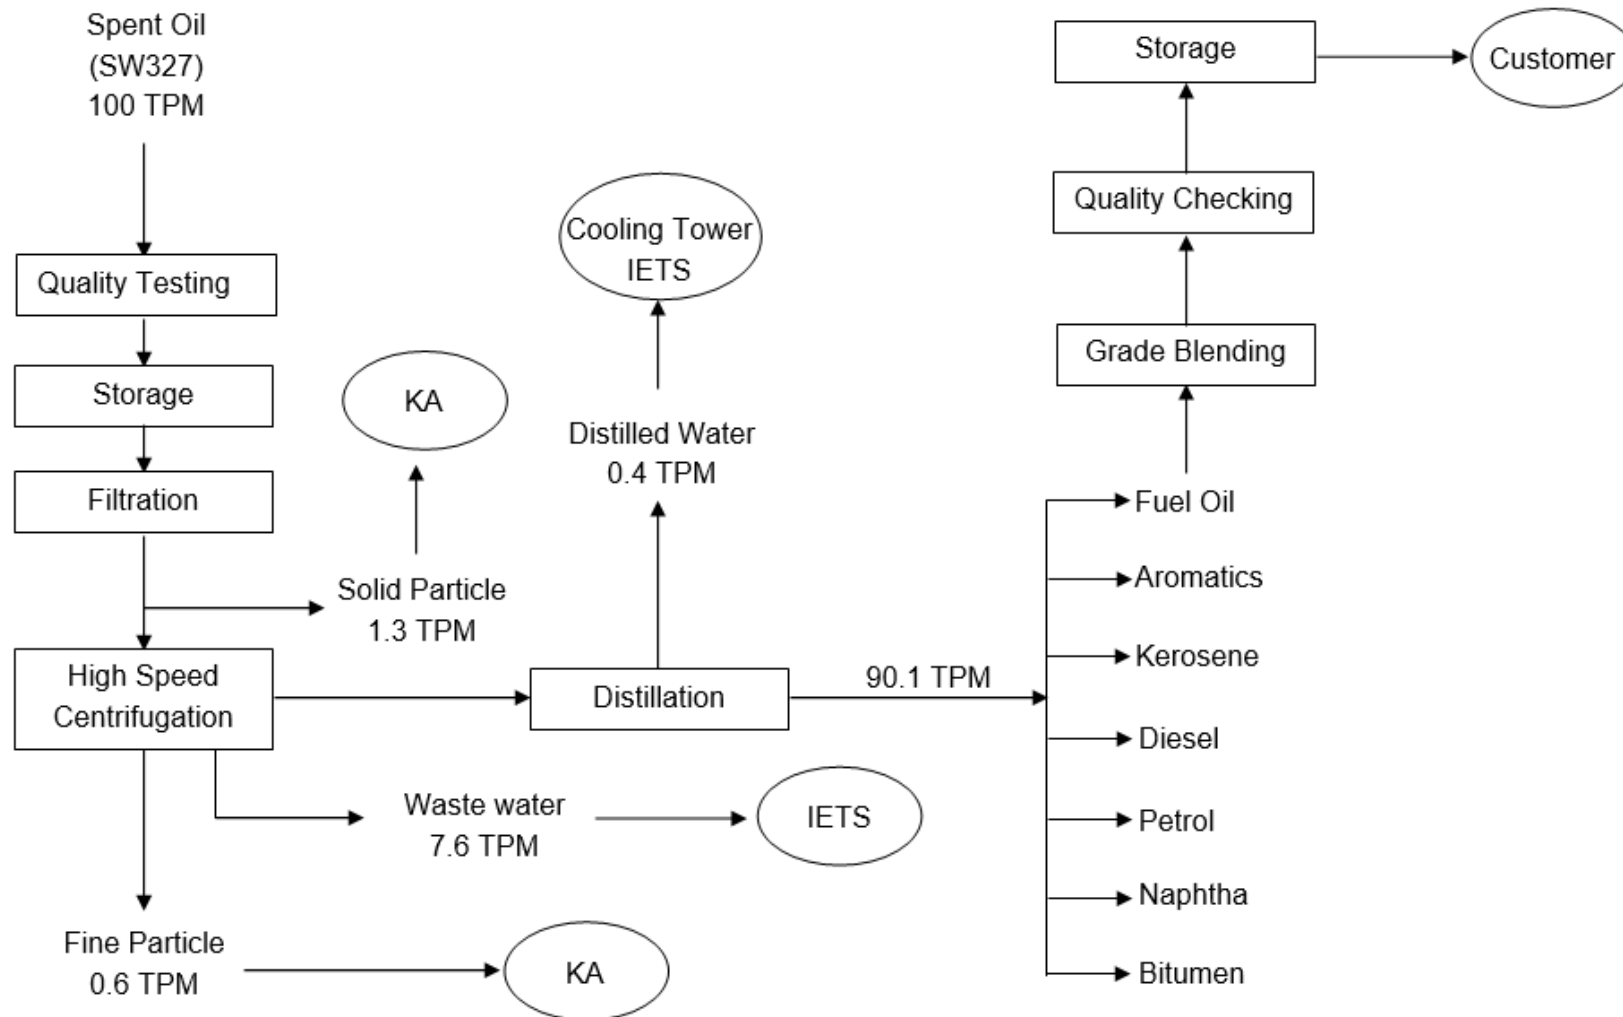 Spent Oil
(SW327)
100 TPM
Quality Testing
Storage
Filtration
Solid Particle
1.3 TPM
KA
High Speed
Centrifugation
Fine Particle
0.6 TPM
KA
Waste water
7.6 TPM
IETS
Distillation
Distilled Water
0.4 TPM
Cooling Tower
IETS
90.1 TPM
Fuel Oil
Aromatics
Kerosene
Diesel
Petrol
Naphtha
Bitumen
Grade Blending
Quality Checking
Storage
Customer